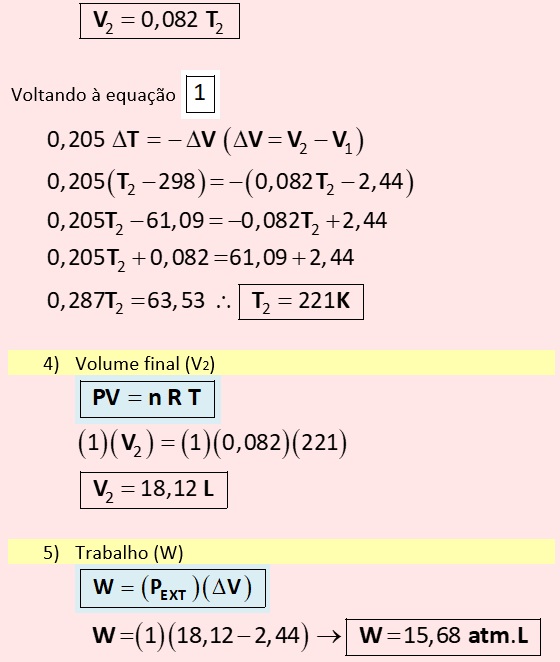 V₂ = 0,082 T₂
Voltando à equação 1
0,205 ΔT = −ΔV (ΔV = V₂ − V₁)
0,205(T₂ − 298) = −(0,082T₂ − 2,44)
0,205T₂ − 61,09 = −0,082T₂ + 2,44
0,205T₂ + 0,082 = 61,09 + 2,44
0,287T₂ = 63,53 ∴ T₂ = 221K
4) Volume final (V₂)
PV = n R T
(1)(V₂) = (1)(0,082)(221)
V₂ = 18,12 L
5) Trabalho (W)
W = (P_EXT)(ΔV)
W = (1)(18,12 − 2,44) → W = 15,68 atm.L